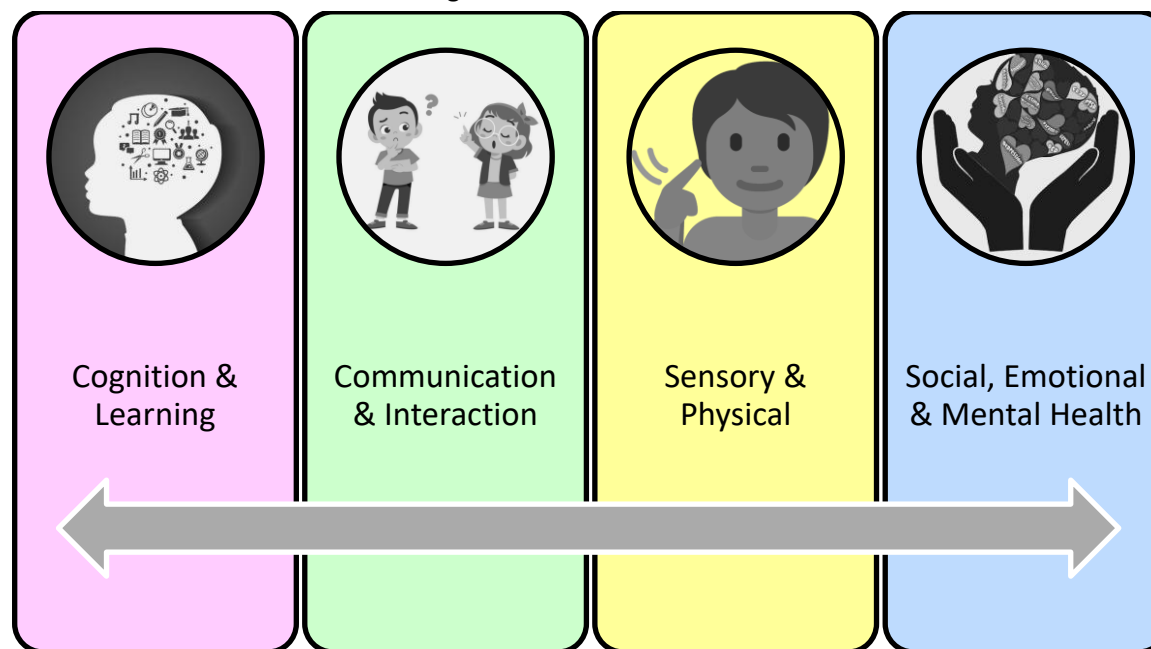 Cognition &
Learning
Communication
& Interaction
Sensory &
Physical
Social, Emotional
& Mental Health